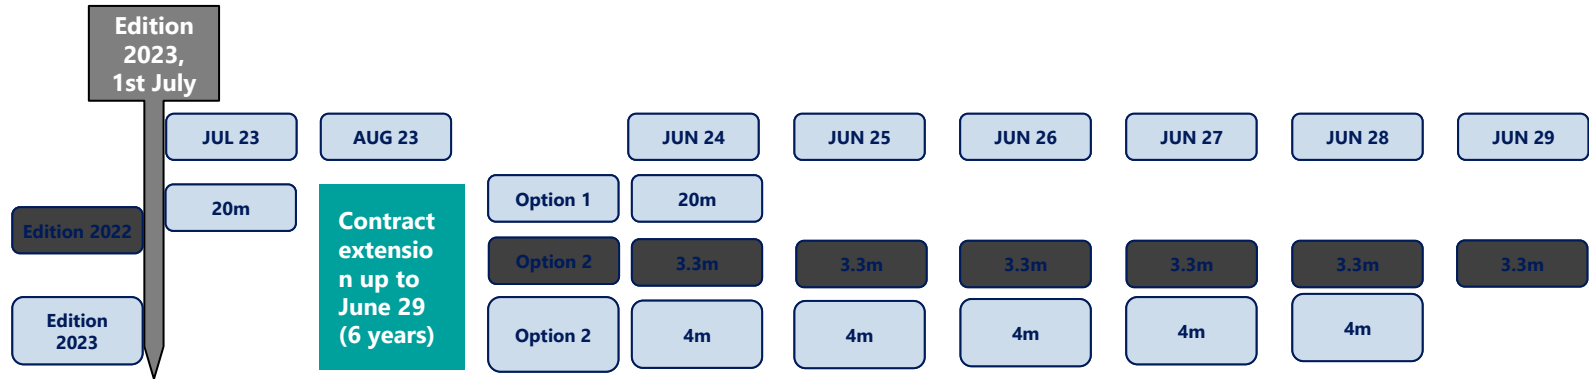 Edition
2023,
1st July
JUL 23
AUG 23
JUN 24
JUN 25
JUN 26
JUN 27
JUN 28
JUN 29
20m
Option 1
20m
Edition 2022
Contract
extensio
n up to
June 29
(6 years)
Option 2
3.3m
3.3m
3.3m
3.3m
3.3m
3.3m
Edition
2023
Option 2
4m
4m
4m
4m
4m